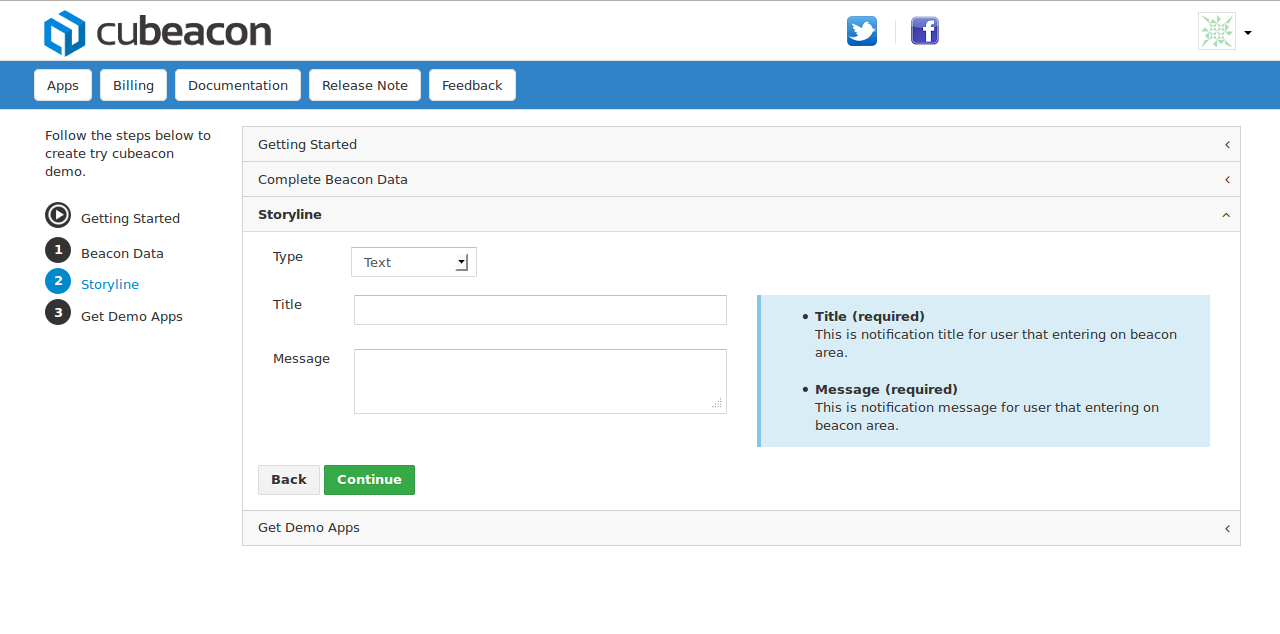 cubeacon
Apps Billing Documentation Release Note Feedback
Follow the steps below to
create try cubeacon
demo.
Getting Started
1 Beacon Data
2 Storyline
3 Get Demo Apps
Getting Started
Complete Beacon Data
Storyline
Type Text
Title
Message
• Title (required)
This is notification title for user that entering on beacon
area.
• Message (required)
This is notification message for user that entering on
beacon area.
Back Continue
Get Demo Apps